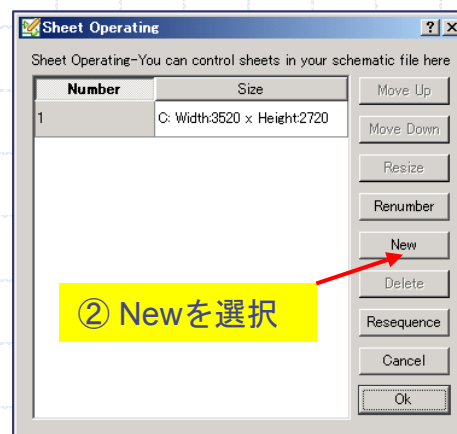 Sheet Operating
Sheet Operating-You can control sheets in your schematic file here
Number Size
1 C: Width:3520 x Height:2720
Move Up
Move Down
Resize
Renumber
New
Delete
Resequence
Cancel
Ok
② Newを選択